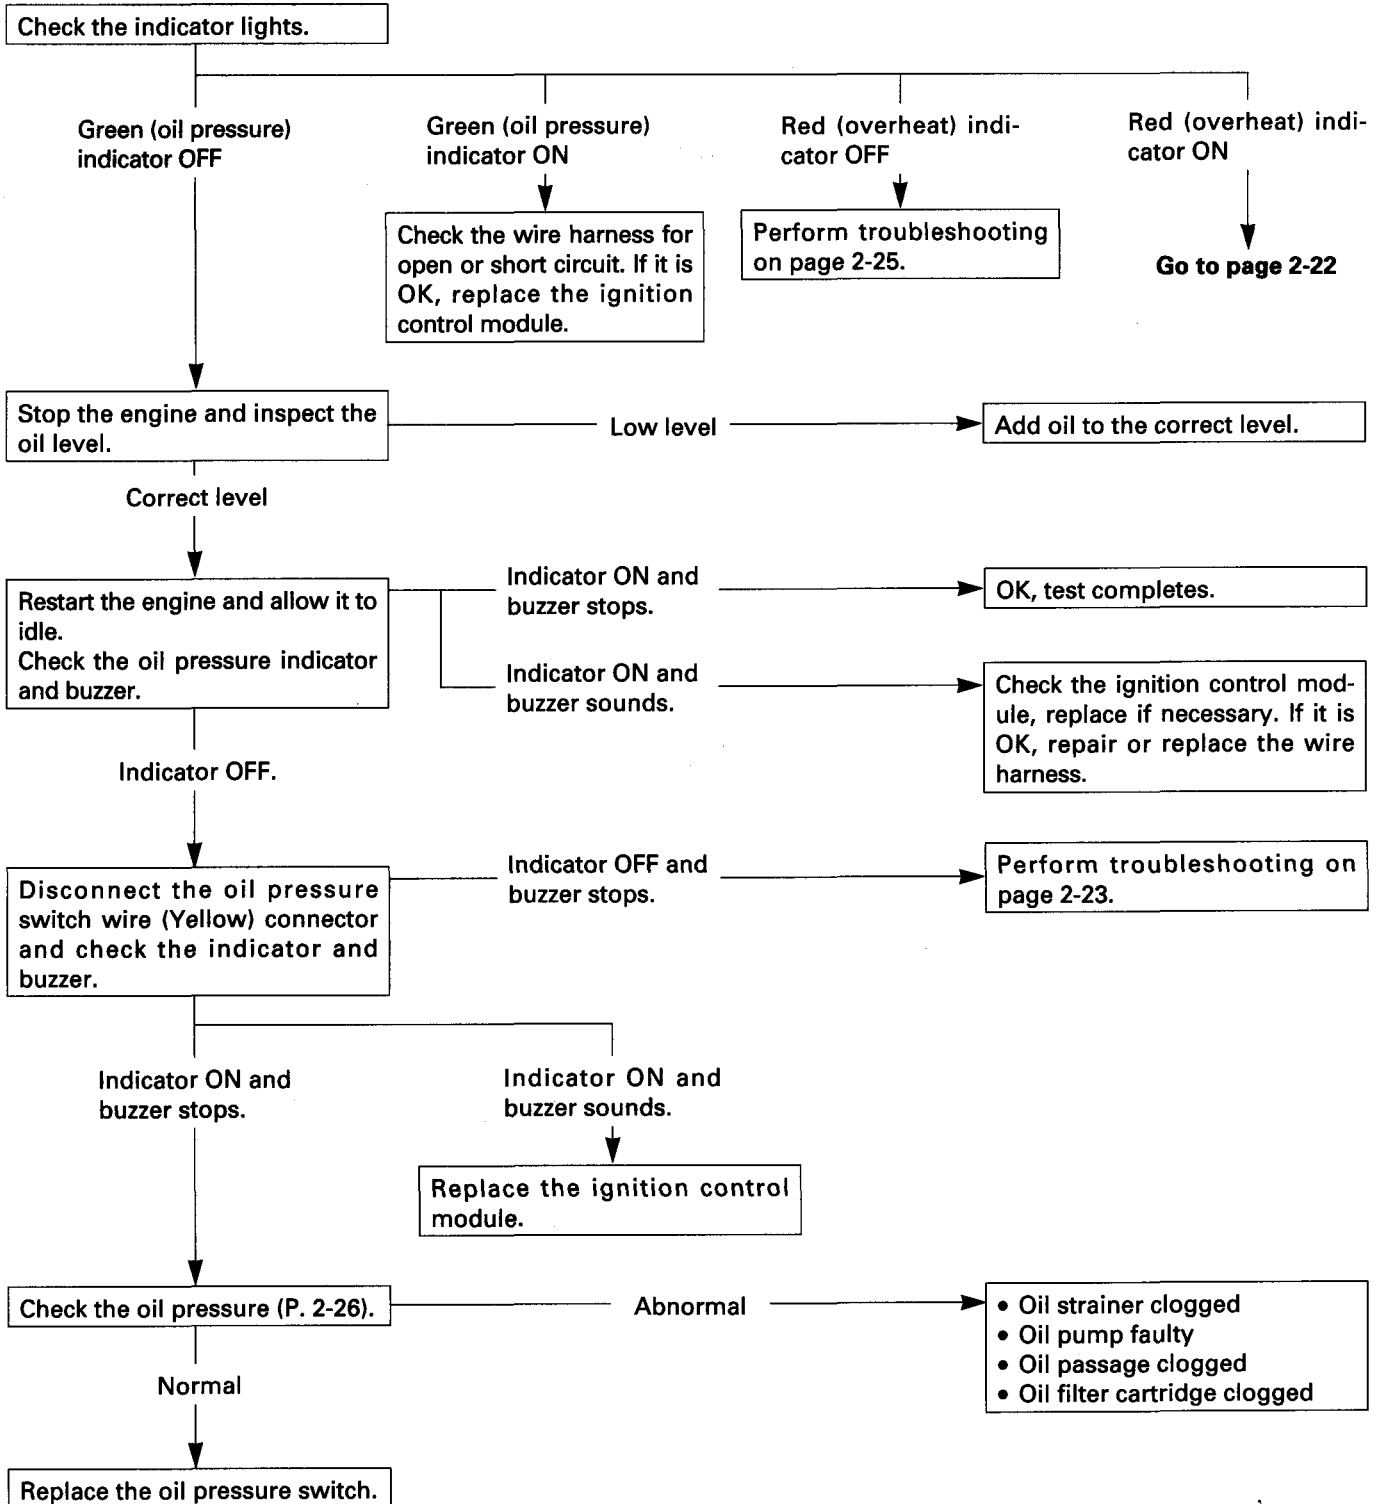 Check the indicator lights.
Green (oil pressure)
indicator OFF
Green (oil pressure)
indicator ON
Red (overheat) indi-
cator OFF
Red (overheat) indi-
cator ON
Check the wire harness for
open or short circuit. If it is
OK, replace the ignition
control module.
Perform troubleshooting
on page 2-25.
Go to page 2-22
Stop the engine and inspect the
oil level.
Low level
Add oil to the correct level.
Correct level
Restart the engine and allow it to
idle.
Check the oil pressure indicator
and buzzer.
Indicator ON and
buzzer stops.
OK, test completes.
Indicator ON and
buzzer sounds.
Check the ignition control mod-
ule, replace if necessary. If it is
OK, repair or replace the wire
harness.
Indicator OFF.
Disconnect the oil pressure
switch wire (Yellow) connector
and check the indicator and
buzzer.
Indicator OFF and
buzzer stops.
Perform troubleshooting on
page 2-23.
Indicator ON and
buzzer stops.
Indicator ON and
buzzer sounds.
Replace the ignition control
module.
Check the oil pressure (P. 2-26).
Abnormal
• Oil strainer clogged
• Oil pump faulty
• Oil passage clogged
• Oil filter cartridge clogged
Normal
Replace the oil pressure switch.